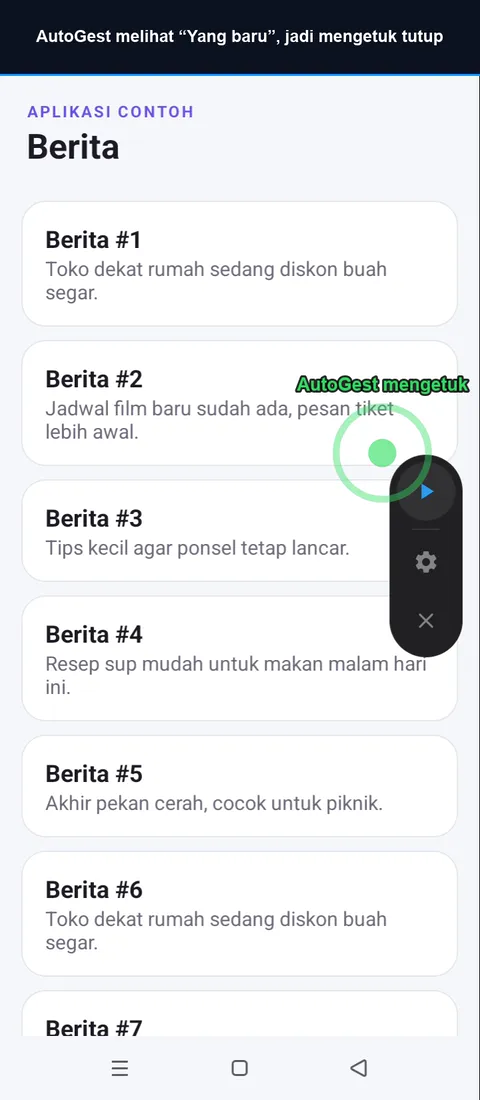 AutoGest melihat “Yang baru”, jadi mengetuk tutup
APLIKASI CONTOH
Berita
Berita #1
Toko dekat rumah sedang diskon buah
segar.
Berita #2
AutoGest mengetuk
Jadwal film baru sudah ada, pesan tiket
lebih awal.
Berita #3
Tips kecil agar ponsel tetap lancar.
Berita #4
Resep sup mudah untuk makan malam hari
ini.
Berita #5
Akhir pekan cerah, cocok untuk piknik.
Berita #6
Toko dekat rumah sedang diskon buah
segar.
Berita #7